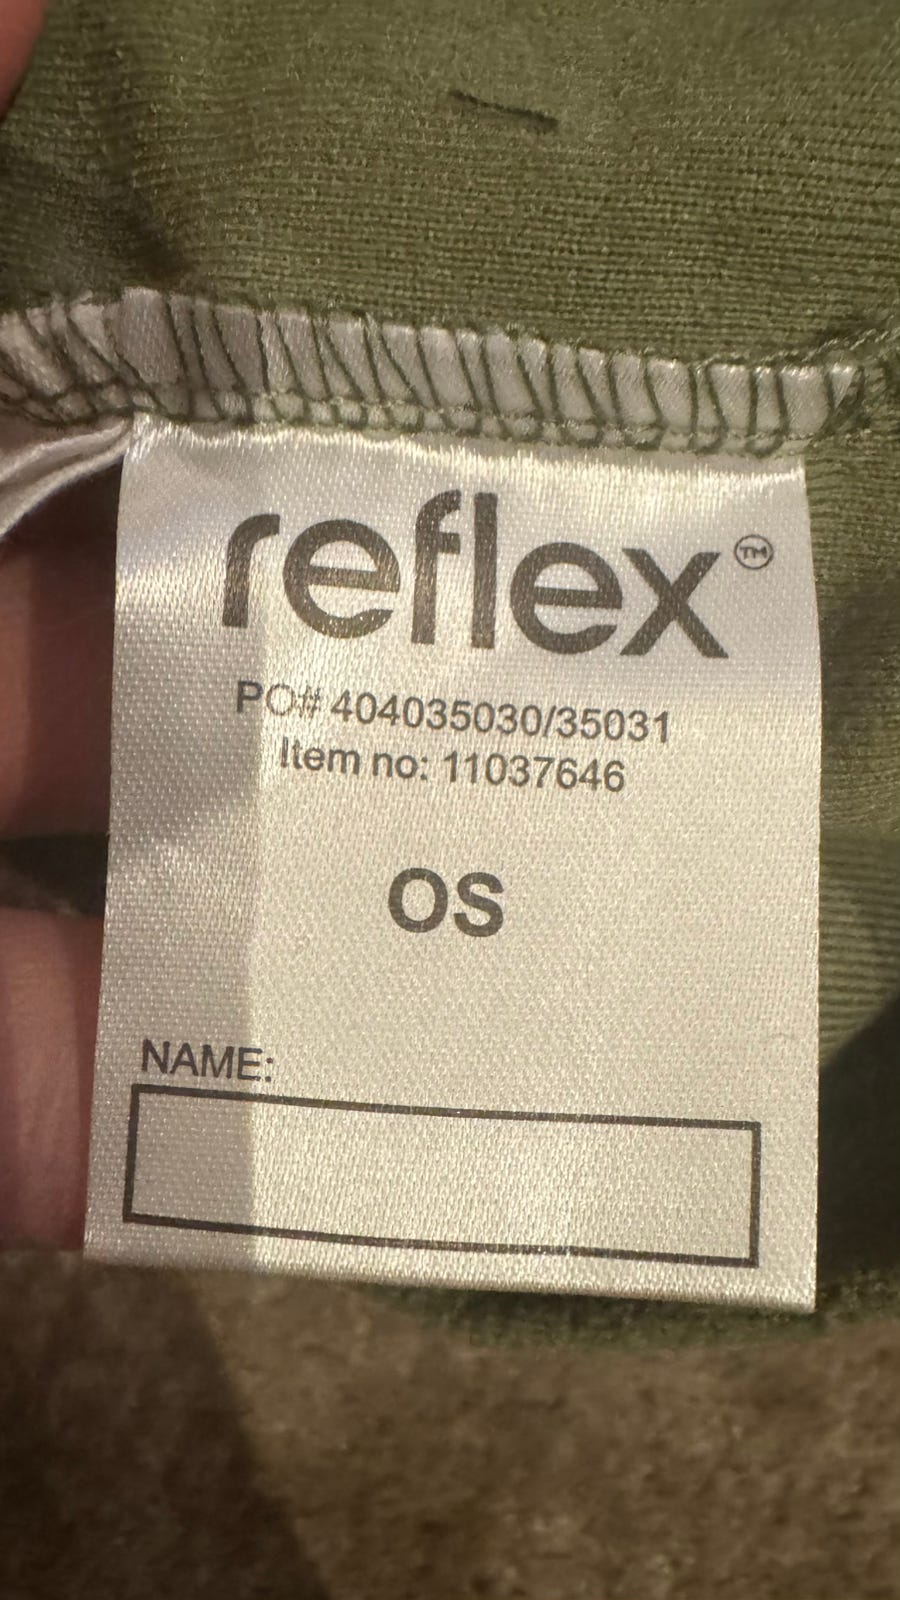 reflex™
PO# 404035030/35031
Item no: 11037646
OS
NAME: